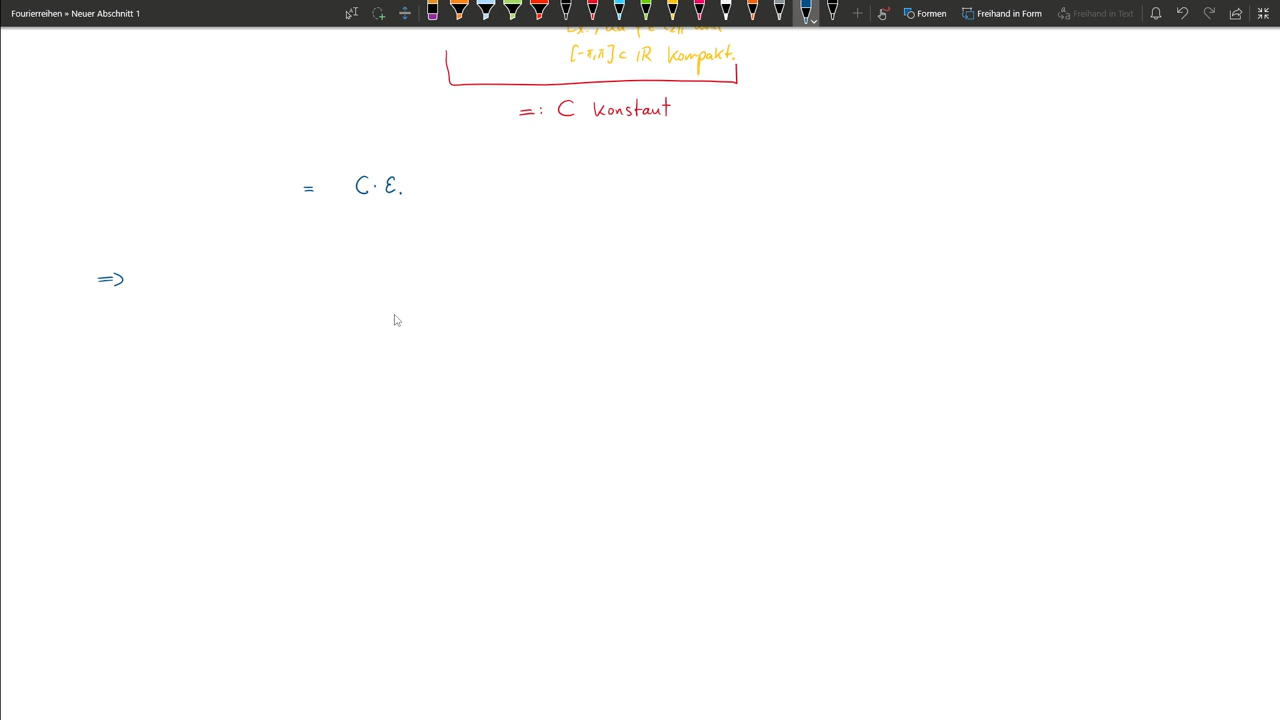 Fourierreihen » Neuer Abschnitt 1
Formen
Freihand in Form
Freihand in Text
[-π,π] ⊂ ℝ kompakt.
=: C konstant
= C · ε.
=>